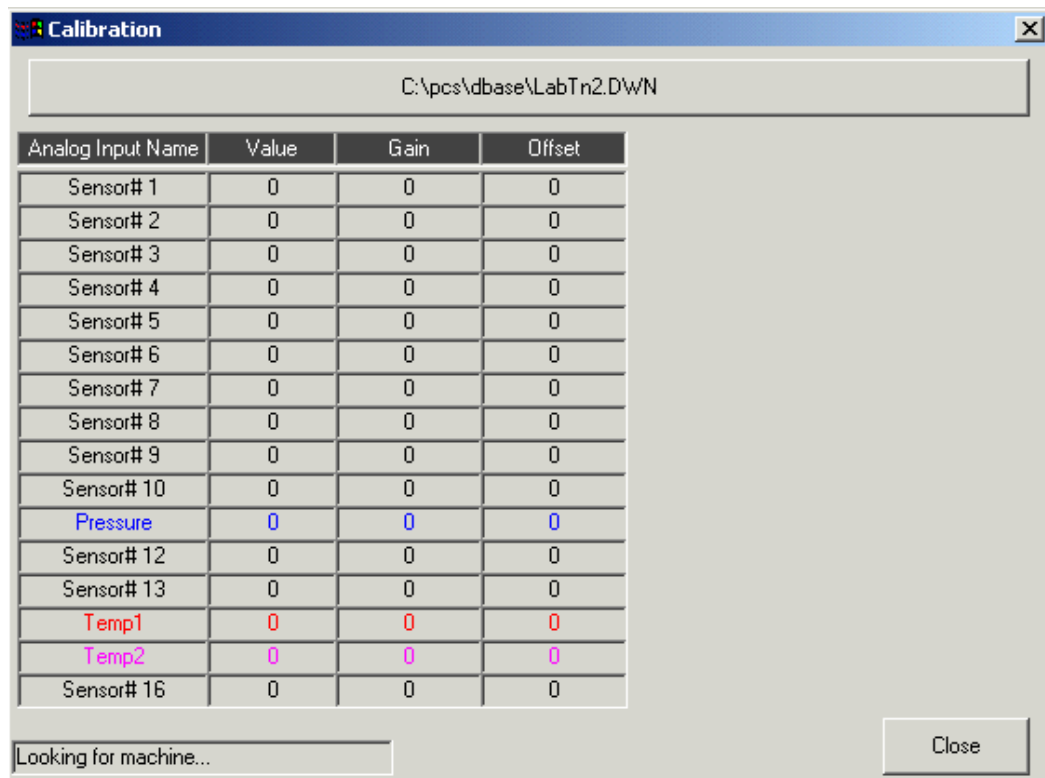 Calibration
C:\pcs\dbase\LabTn2.DWN
Analog Input Name Value Gain Offset
Sensor# 1 0 0 0
Sensor# 2 0 0 0
Sensor# 3 0 0 0
Sensor# 4 0 0 0
Sensor# 5 0 0 0
Sensor# 6 0 0 0
Sensor# 7 0 0 0
Sensor# 8 0 0 0
Sensor# 9 0 0 0
Sensor# 10 0 0 0
Pressure 0 0 0
Sensor# 12 0 0 0
Sensor# 13 0 0 0
Temp1 0 0 0
Temp2 0 0 0
Sensor# 16 0 0 0
Looking for machine...
Close